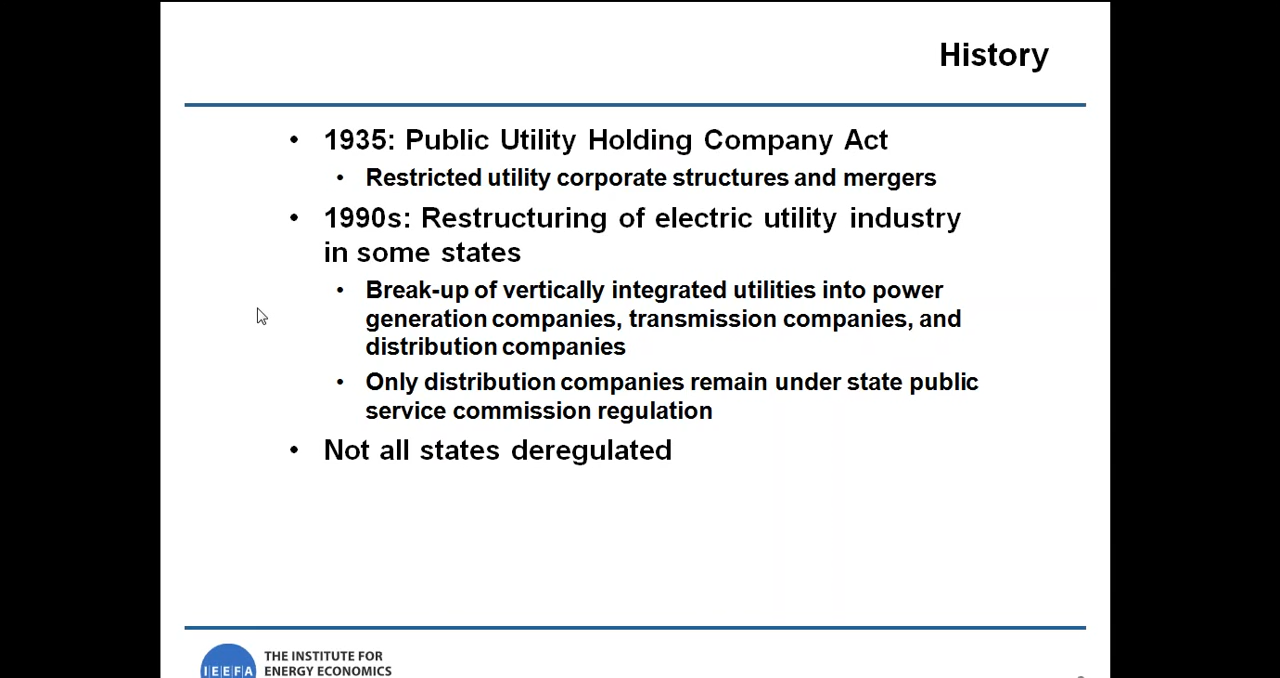 History
• 1935: Public Utility Holding Company Act
• Restricted utility corporate structures and mergers
• 1990s: Restructuring of electric utility industry
in some states
• Break-up of vertically integrated utilities into power
generation companies, transmission companies, and
distribution companies
• Only distribution companies remain under state public
service commission regulation
• Not all states deregulated
IEEFA
THE INSTITUTE FOR
ENERGY ECONOMICS